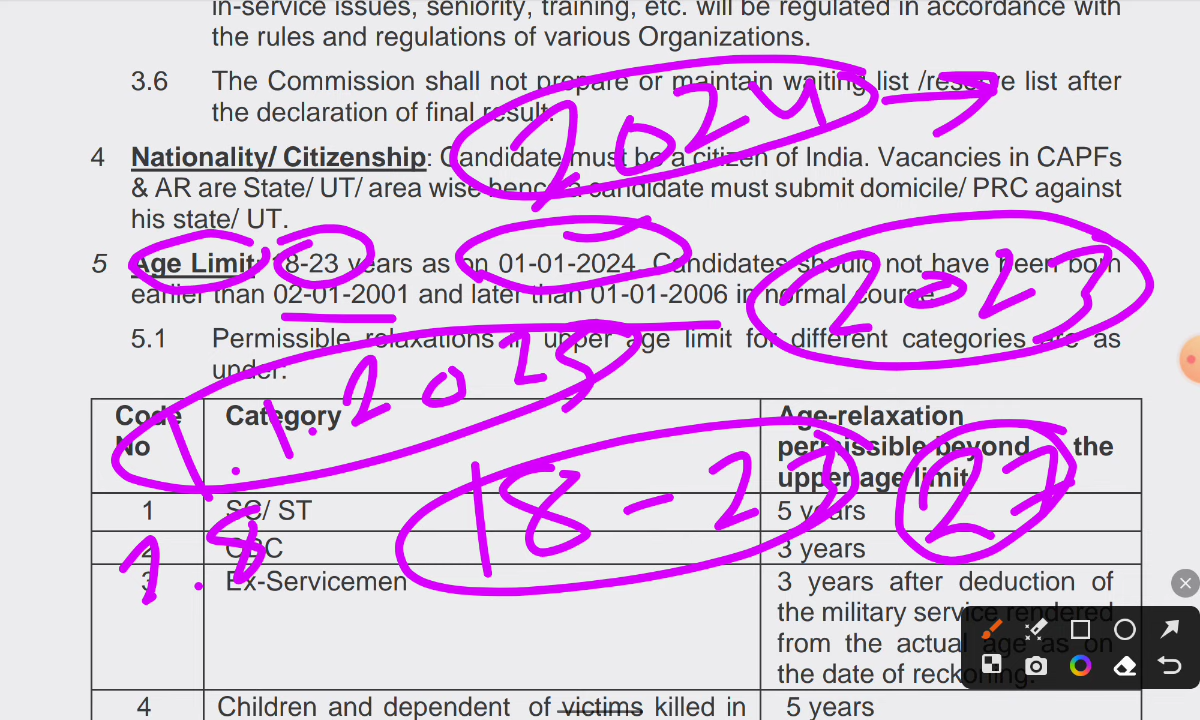 in-service issues, seniority, training, etc. will be regulated in accordance with
the rules and regulations of various Organizations.
3.6 The Commission shall not prepare or maintain waiting list /reserve list after
the declaration of final result.
2024
4 Nationality/ Citizenship: Candidate must be a citizen of India. Vacancies in CAPFs
& AR are State/ UT/ area wise hence a candidate must submit domicile/ PRC against
his state/ UT.
5 Age Limit: 18-23 years as on 01-01-2024. Candidates should not have been born
earlier than 02-01-2001 and later than 01-01-2006 in normal course.
2023
5.1 Permissible relaxations in upper age limit for different categories are as
under:
1.1.2025
Code No Category Age-relaxation permissible beyond the upper age limit
18-23
23
1 SC/ ST 5 years
2 OBC 3 years
3 Ex-Servicemen 3 years after deduction of
the military service rendered
from the actual age as on
the date of reckoning.
4 Children and dependent of victims killed in 5 years